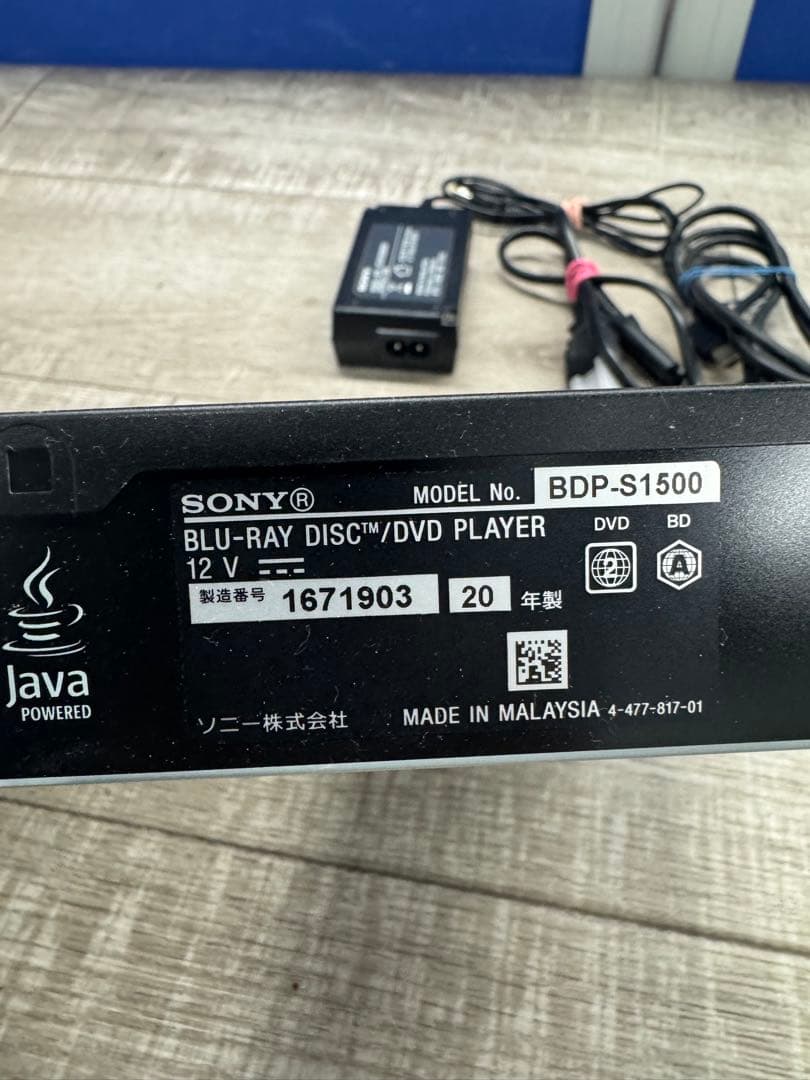 SONY®
MODEL No. BDP-S1500
BLU-RAY DISC™/DVD PLAYER
DVD BD
12 V
2 A
製造番号 1671903 20 年製
Java
POWERED
ソニー株式会社 MADE IN MALAYSIA 4-477-817-01
SONY